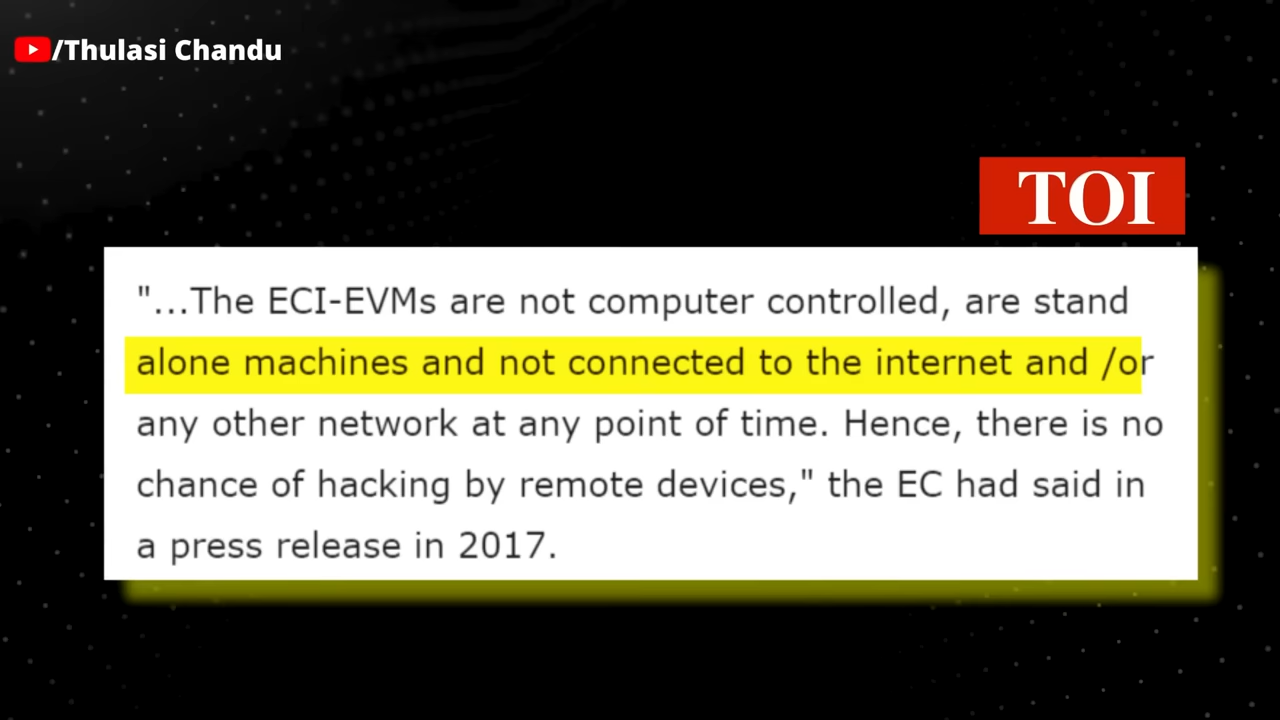 /Thulasi Chandu
TOI
"...The ECI-EVMs are not computer controlled, are stand
alone machines and not connected to the internet and /or
any other network at any point of time. Hence, there is no
chance of hacking by remote devices," the EC had said in
a press release in 2017.